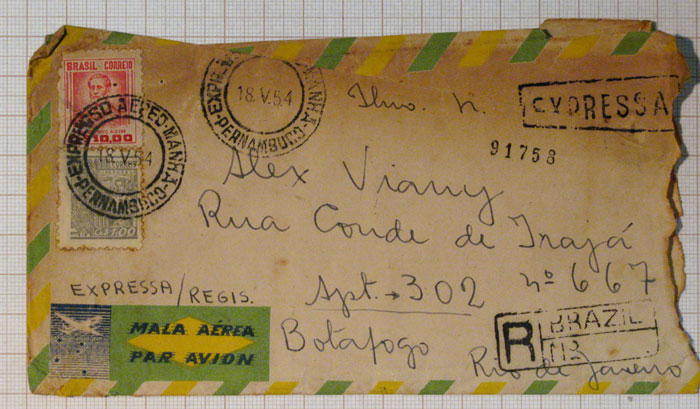 BRASIL CORREIO
10,00
EXPRESSO AEREO-MANHÃ
18.V.54
PERNAMBUCO
18.V.54
PERNAMBUCO
Ilmo. Sr.
EXPRESSA
91758
Alex Viany
Rua Conde de Irajá
Apt. → 302 nº 667
Botafogo
Rio de Janeiro
EXPRESSA/REGIS.
MALA AÉREA
PAR AVION
R BRAZIL
Nº